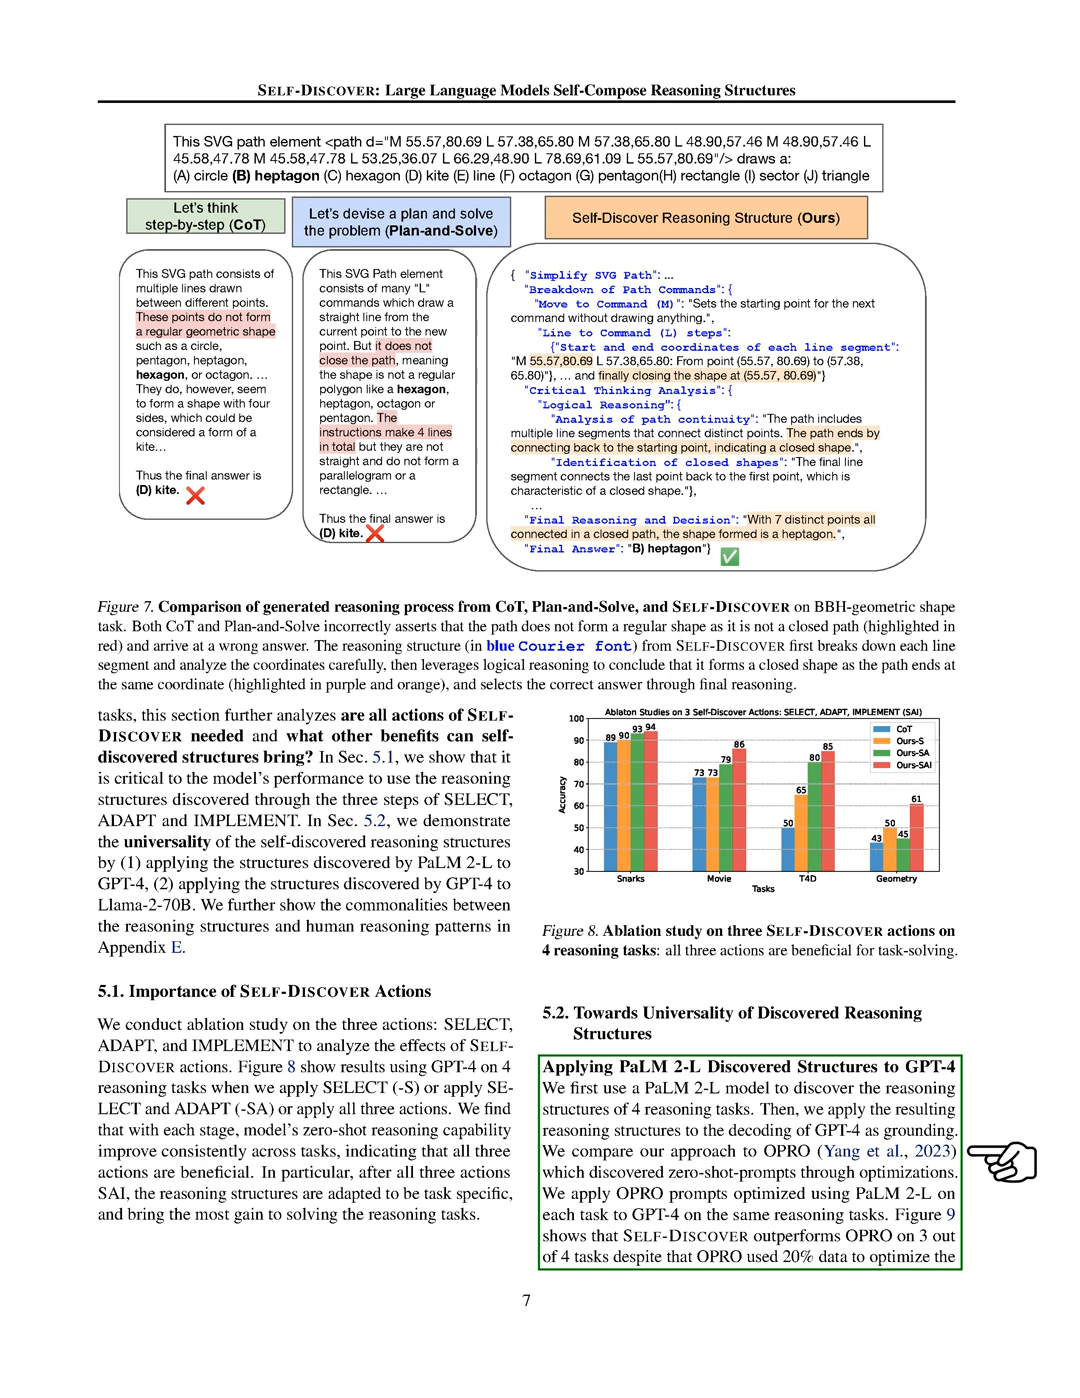 SELF-DISCOVER: Large Language Models Self-Compose Reasoning Structures
This SVG path element <path d="M 55.57,80.69 L 57.38,65.80 M 57.38,65.80 L 48.90,57.46 M 48.90,57.46 L
45.58,47.78 M 45.58,47.78 L 53.25,36.07 L 66.29,48.90 L 78.69,61.09 L 55.57,80.69"/> draws a:
(A) circle (B) heptagon (C) hexagon (D) kite (E) line (F) octagon (G) pentagon(H) rectangle (I) sector (J) triangle
Let's think
step-by-step (CoT)
Let's devise a plan and solve
the problem (Plan-and-Solve)
Self-Discover Reasoning Structure (Ours)
This SVG path consists of
multiple lines drawn
between different points.
These points do not form
a regular geometric shape
such as a circle,
pentagon, heptagon,
hexagon, or octagon. ...
They do, however, seem
to form a shape with four
sides, which could be
considered a form of a
kite...
Thus the final answer is
(D) kite.
This SVG Path element
consists of many "L"
commands which draw a
straight line from the
current point to the new
point. But it does not
close the path, meaning
the shape is not a regular
polygon like a hexagon,
heptagon, octagon or
pentagon. The
instructions make 4 lines
in total but they are not
straight and do not form a
parallelogram or a
rectangle. ...
Thus the final answer is
(D) kite.
{ "Simplify SVG Path": ...
"Breakdown of Path Commands": {
"Move to Command (M)": "Sets the starting point for the next
command without drawing anything.",
"Line to Command (L) steps":
{"Start and end coordinates of each line segment":
"M 55.57,80.69 L 57.38,65.80: From point (55.57, 80.69) to (57.38,
65.80)"}, ... and finally closing the shape at (55.57, 80.69)"}
"Critical Thinking Analysis": {
"Logical Reasoning": {
"Analysis of path continuity": "The path includes
multiple line segments that connect distinct points. The path ends by
connecting back to the starting point, indicating a closed shape.",
"Identification of closed shapes": "The final line
segment connects the last point back to the first point, which is
characteristic of a closed shape."},
...
"Final Reasoning and Decision": "With 7 distinct points all
connected in a closed path, the shape formed is a heptagon.",
"Final Answer": "B) heptagon"}
Figure 7. Comparison of generated reasoning process from CoT, Plan-and-Solve, and SELF-DISCOVER on BBH-geometric shape
task. Both CoT and Plan-and-Solve incorrectly asserts that the path does not form a regular shape as it is not a closed path (highlighted in
red) and arrive at a wrong answer. The reasoning structure (in blue Courier font) from SELF-DISCOVER first breaks down each line
segment and analyze the coordinates carefully, then leverages logical reasoning to conclude that it forms a closed shape as the path ends at
the same coordinate (highlighted in purple and orange), and selects the correct answer through final reasoning.
tasks, this section further analyzes are all actions of SELF-
DISCOVER needed and what other benefits can self-
discovered structures bring? In Sec. 5.1, we show that it
is critical to the model's performance to use the reasoning
structures discovered through the three steps of SELECT,
ADAPT and IMPLEMENT. In Sec. 5.2, we demonstrate
the universality of the self-discovered reasoning structures
by (1) applying the structures discovered by PaLM 2-L to
GPT-4, (2) applying the structures discovered by GPT-4 to
Llama-2-70B. We further show the commonalities between
the reasoning structures and human reasoning patterns in
Appendix E.
5.1. Importance of SELF-DISCOVER Actions
We conduct ablation study on the three actions: SELECT,
ADAPT, and IMPLEMENT to analyze the effects of SELF-
DISCOVER actions. Figure 8 show results using GPT-4 on 4
reasoning tasks when we apply SELECT (-S) or apply SE-
LECT and ADAPT (-SA) or apply all three actions. We find
that with each stage, model's zero-shot reasoning capability
improve consistently across tasks, indicating that all three
actions are beneficial. In particular, after all three actions
SAI, the reasoning structures are adapted to be task specific,
and bring the most gain to solving the reasoning tasks.
Ablaton Studies on 3 Self-Discover Actions: SELECT, ADAPT, IMPLEMENT (SAI)
Accuracy
100
90
80
70
60
50
40
30
89 90 93 94
73 73 79 86
50 65 80 85
43 50 45 61
CoT
Ours-S
Ours-SA
Ours-SAI
Snarks Movie T4D Geometry
Tasks
Figure 8. Ablation study on three SELF-DISCOVER actions on
4 reasoning tasks: all three actions are beneficial for task-solving.
5.2. Towards Universality of Discovered Reasoning
Structures
Applying PaLM 2-L Discovered Structures to GPT-4
We first use a PaLM 2-L model to discover the reasoning
structures of 4 reasoning tasks. Then, we apply the resulting
reasoning structures to the decoding of GPT-4 as grounding.
We compare our approach to OPRO (Yang et al., 2023)
which discovered zero-shot-prompts through optimizations.
We apply OPRO prompts optimized using PaLM 2-L on
each task to GPT-4 on the same reasoning tasks. Figure 9
shows that SELF-DISCOVER outperforms OPRO on 3 out
of 4 tasks despite that OPRO used 20% data to optimize the
7